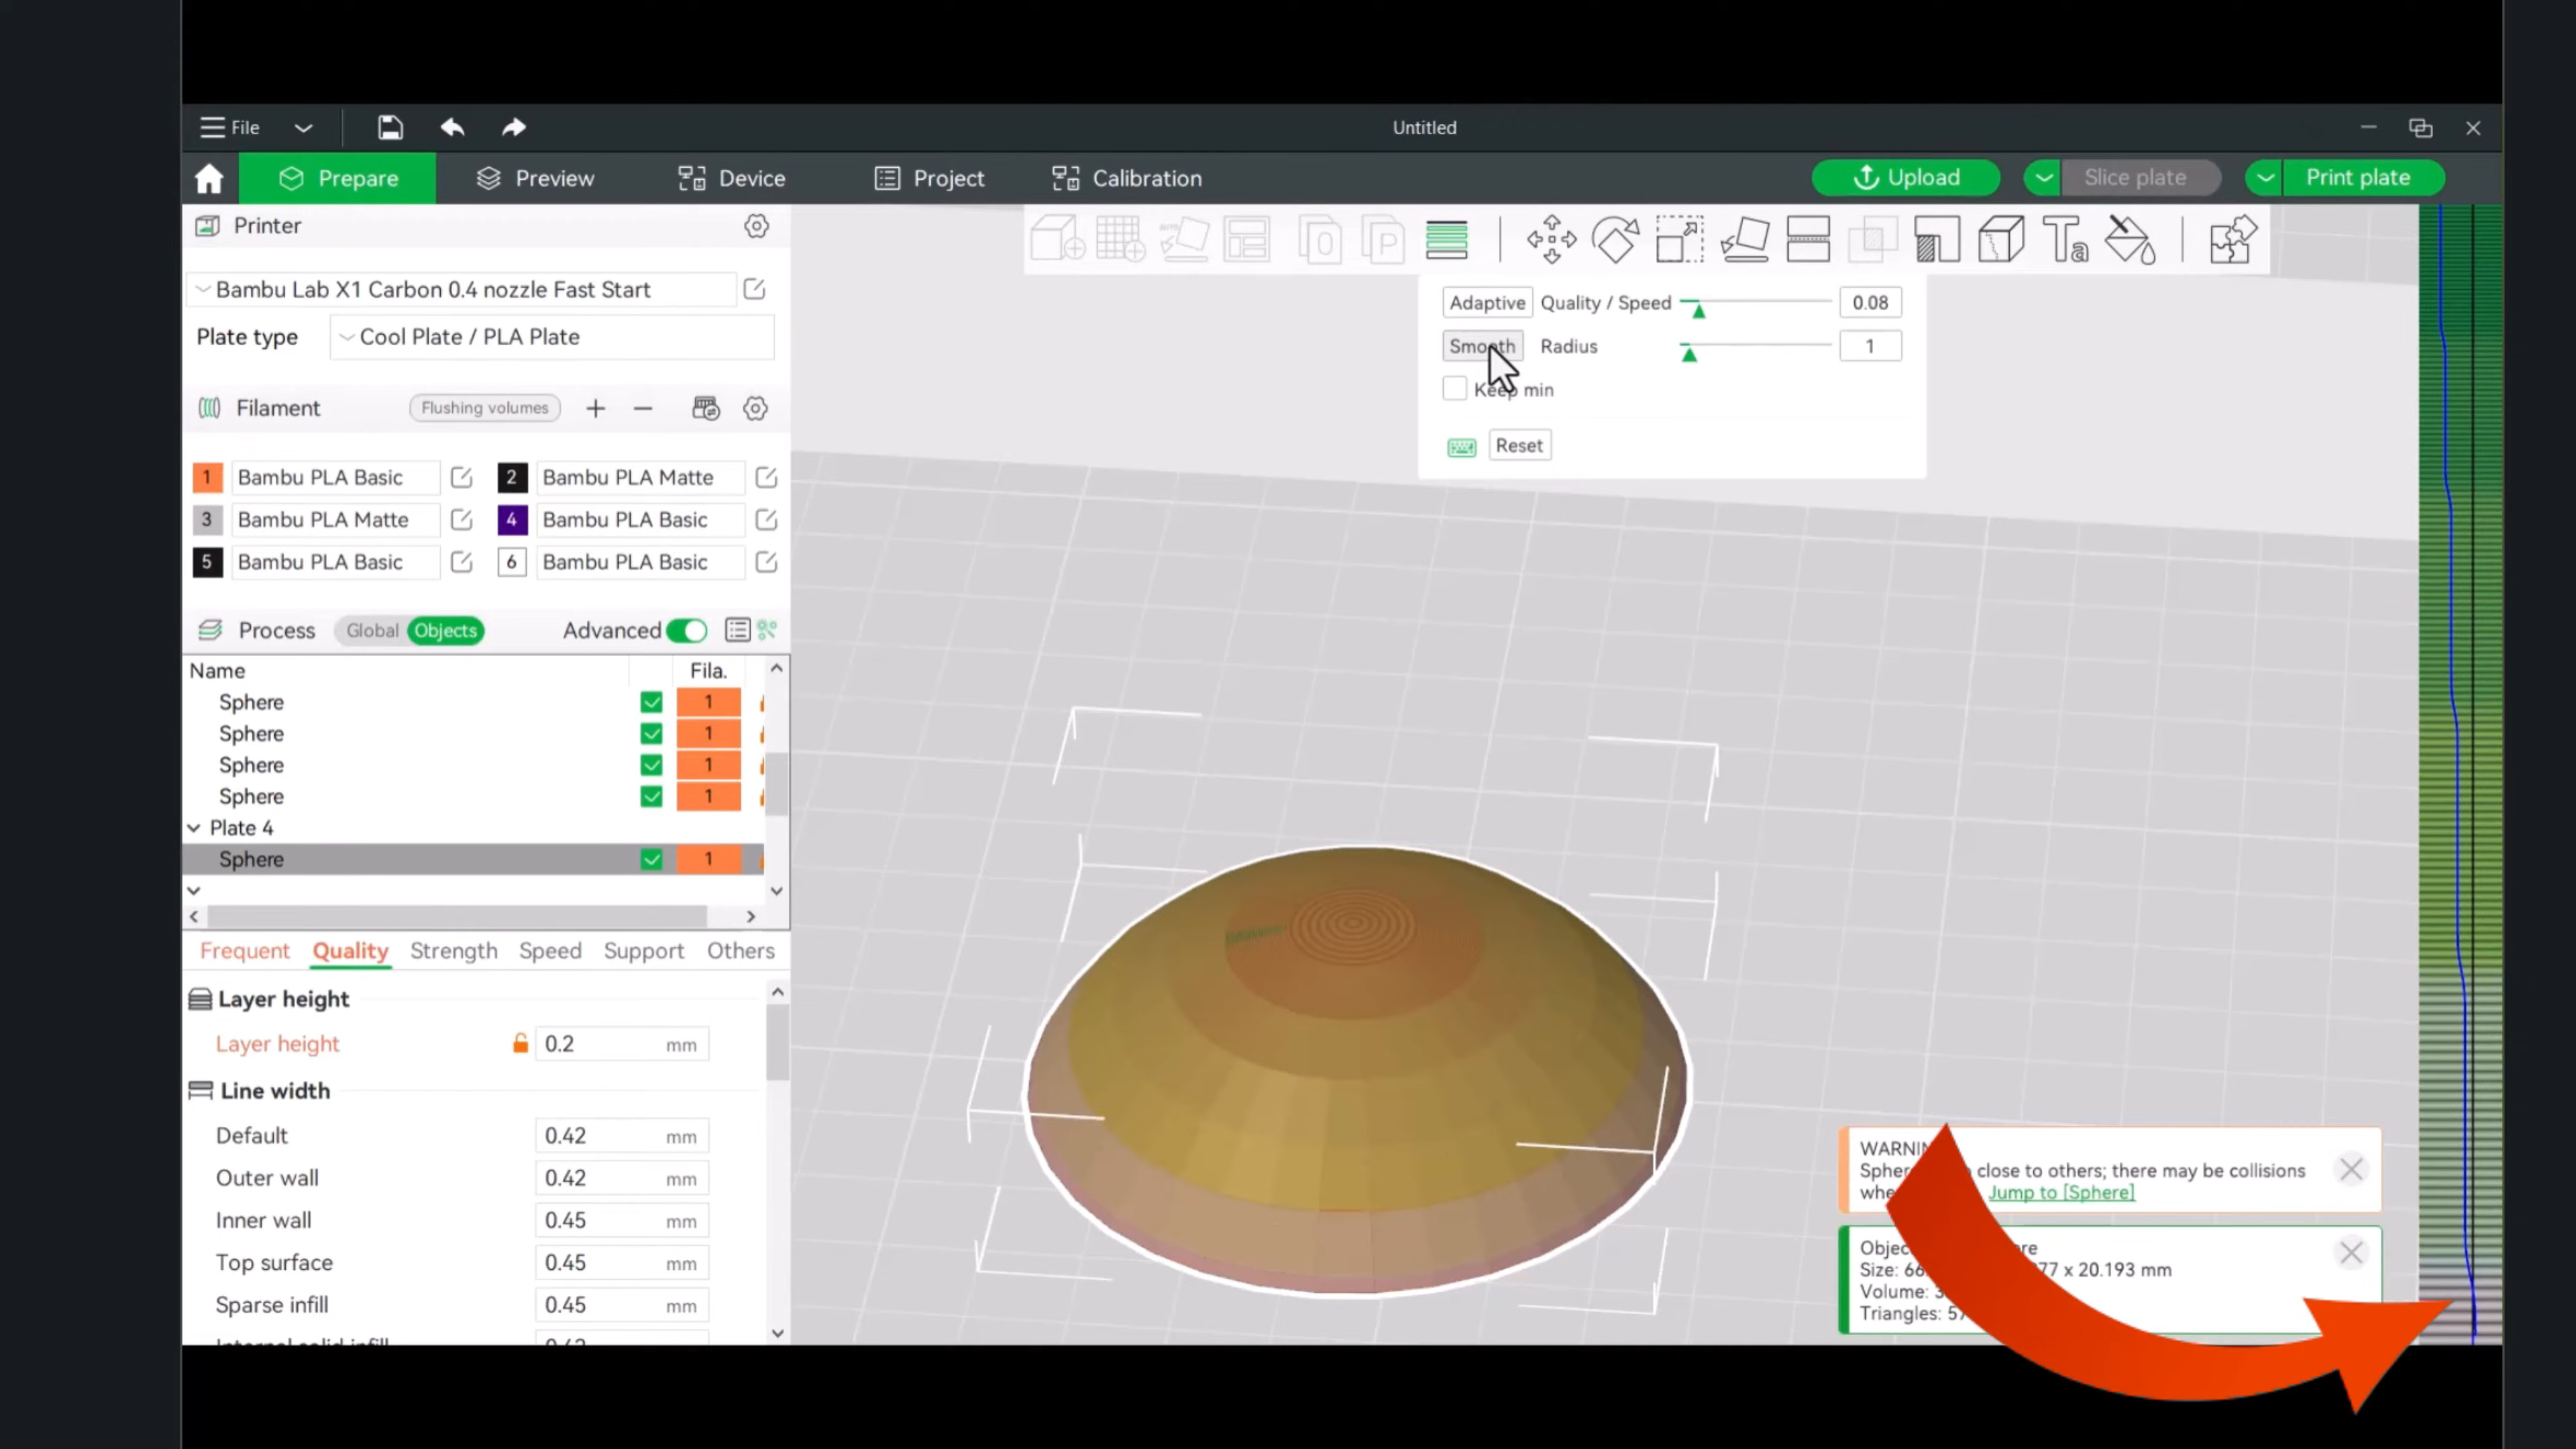 File
Untitled
Prepare
Preview
Device
Project
Calibration
Upload
Slice plate
Print plate
Printer
Bambu Lab X1 Carbon 0.4 nozzle Fast Start
Plate type
Cool Plate / PLA Plate
Filament
Flushing volumes
1 Bambu PLA Basic
2 Bambu PLA Matte
3 Bambu PLA Matte
4 Bambu PLA Basic
5 Bambu PLA Basic
6 Bambu PLA Basic
Process
Global
Objects
Advanced
Name Fila.
Sphere 1
Sphere 1
Sphere 1
Sphere 1
Plate 4
Sphere 1
Frequent
Quality
Strength
Speed
Support
Others
Layer height
Layer height 0.2 mm
Line width
Default 0.42 mm
Outer wall 0.42 mm
Inner wall 0.45 mm
Top surface 0.45 mm
Sparse infill 0.45 mm
Adaptive Quality / Speed 0.08
Smooth Radius 1
Keep min
Reset
close to others; there may be collisions
Jump to [Sphere]
Size: 77 x 20.193 mm
Volume:
Triangles: